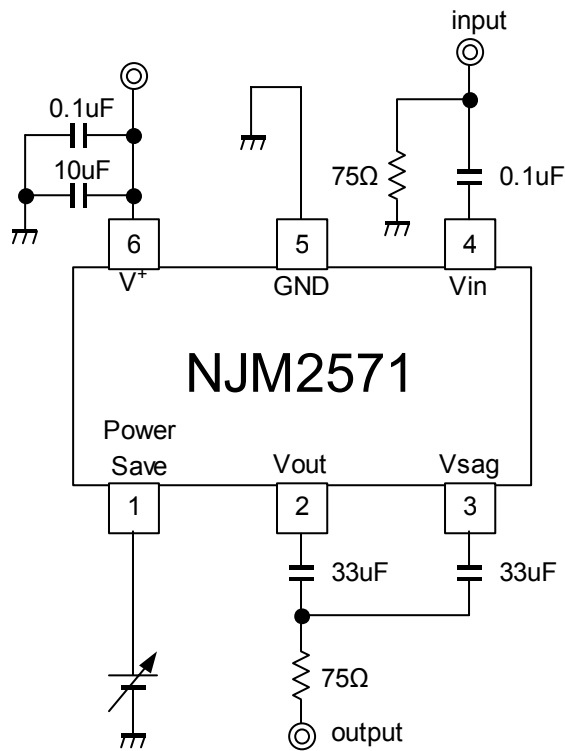 input
0.1uF
10uF
75Ω
0.1uF
6
5
4
V+
GND
Vin
NJM2571
Power
Save
Vout
Vsag
1
2
3
33uF
33uF
75Ω
output